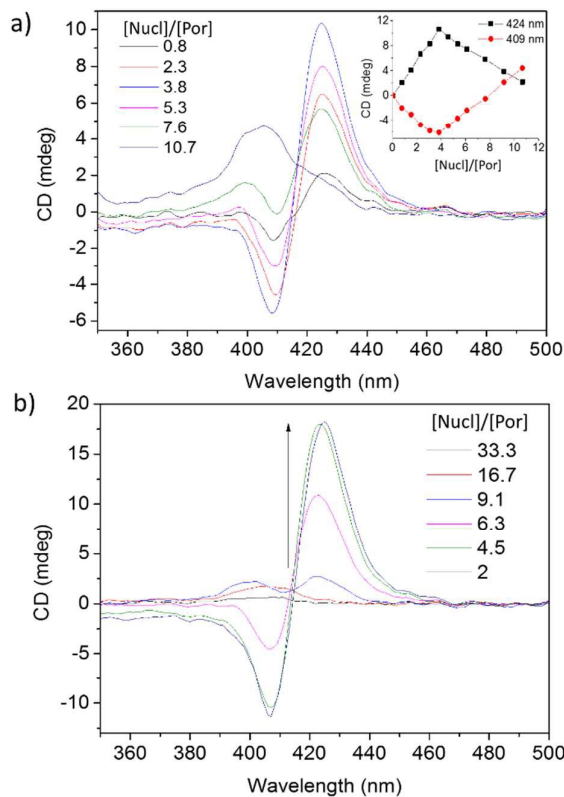 a)
[Nucl]/[Por]
0.8
2.3
3.8
5.3
7.6
10.7
424 nm
409 nm
CD (mdeg)
12
8
4
0
-4
0 2 4 6 8 10 12
[Nucl]/[Por]
CD (mdeg)
10
8
6
4
2
0
-2
-4
-6
360 380 400 420 440 460 480 500
Wavelength (nm)
b)
[Nucl]/[Por]
33.3
16.7
9.1
6.3
4.5
2
CD (mdeg)
20
15
10
5
0
-5
-10
360 380 400 420 440 460 480 500
Wavelength (nm)